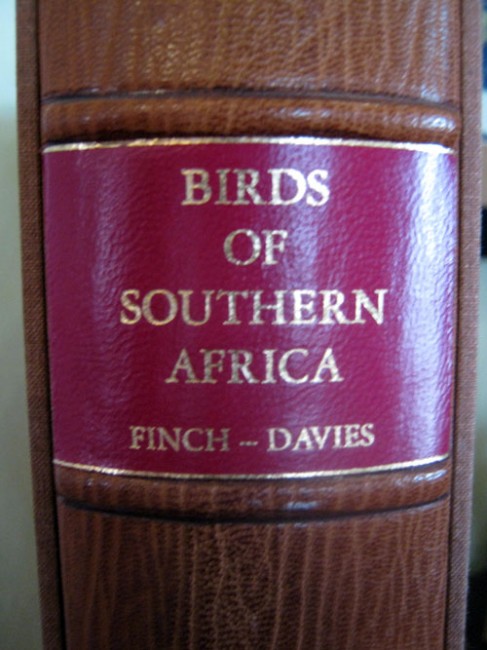 BIRDS
OF
SOUTHERN
AFRICA
FINCH -- DAVIES